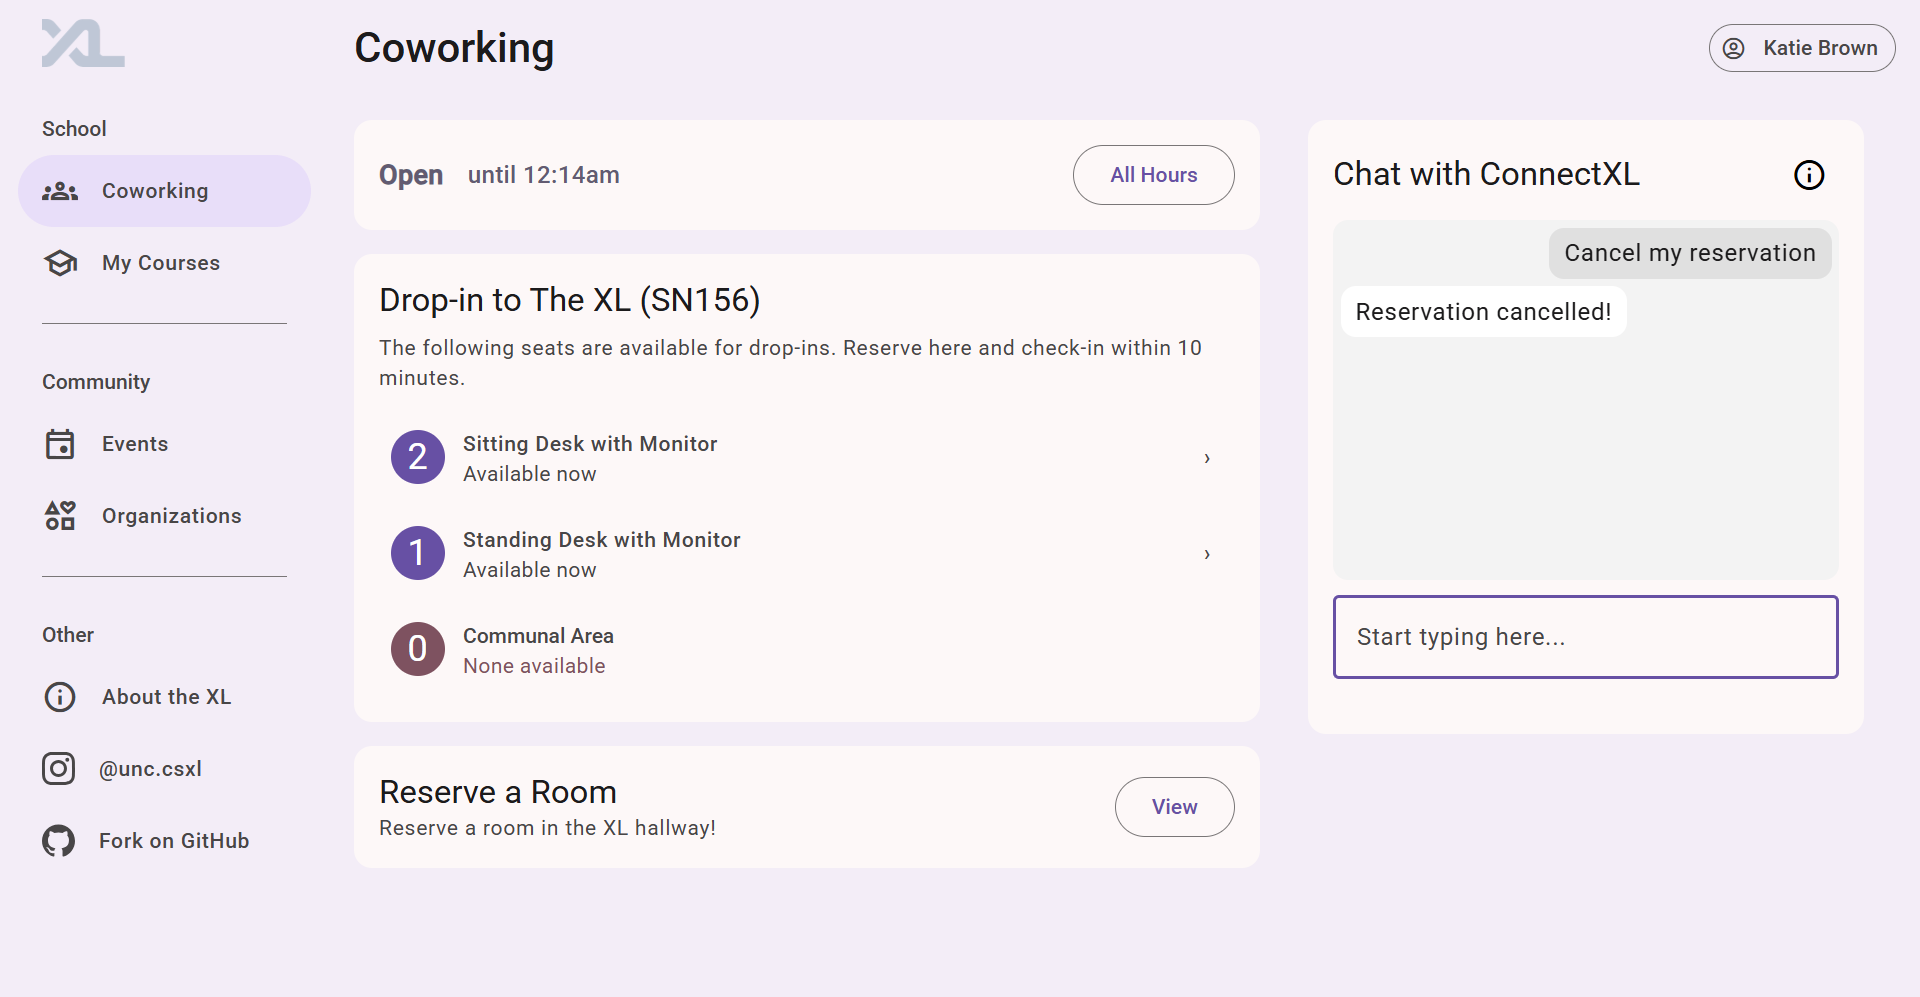 XL
Coworking
Katie Brown
School
Coworking
My Courses
Community
Events
Organizations
Other
About the XL
@unc.csxl
Fork on GitHub
Open until 12:14am
All Hours
Drop-in to The XL (SN156)
The following seats are available for drop-ins. Reserve here and check-in within 10
minutes.
2
Sitting Desk with Monitor
Available now
›
1
Standing Desk with Monitor
Available now
›
0
Communal Area
None available
Reserve a Room
Reserve a room in the XL hallway!
View
Chat with ConnectXL
Cancel my reservation
Reservation cancelled!
Start typing here...